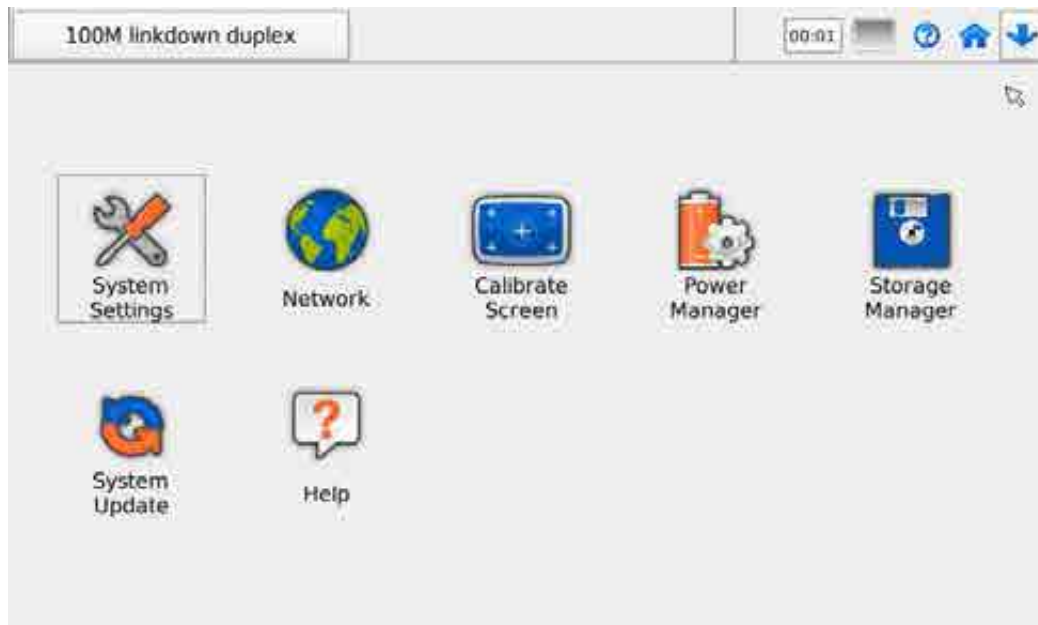 100M linkdown duplex
00:01
System
Settings
Network
Calibrate
Screen
Power
Manager
Storage
Manager
System
Update
?
Help